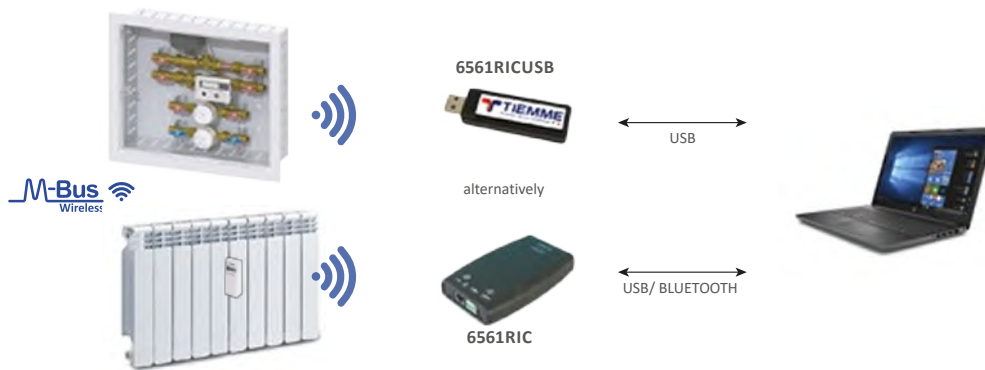 6561RICUSB
TIEMME
USB
alternatively
M-Bus
Wireless
USB/ BLUETOOTH
6561RIC